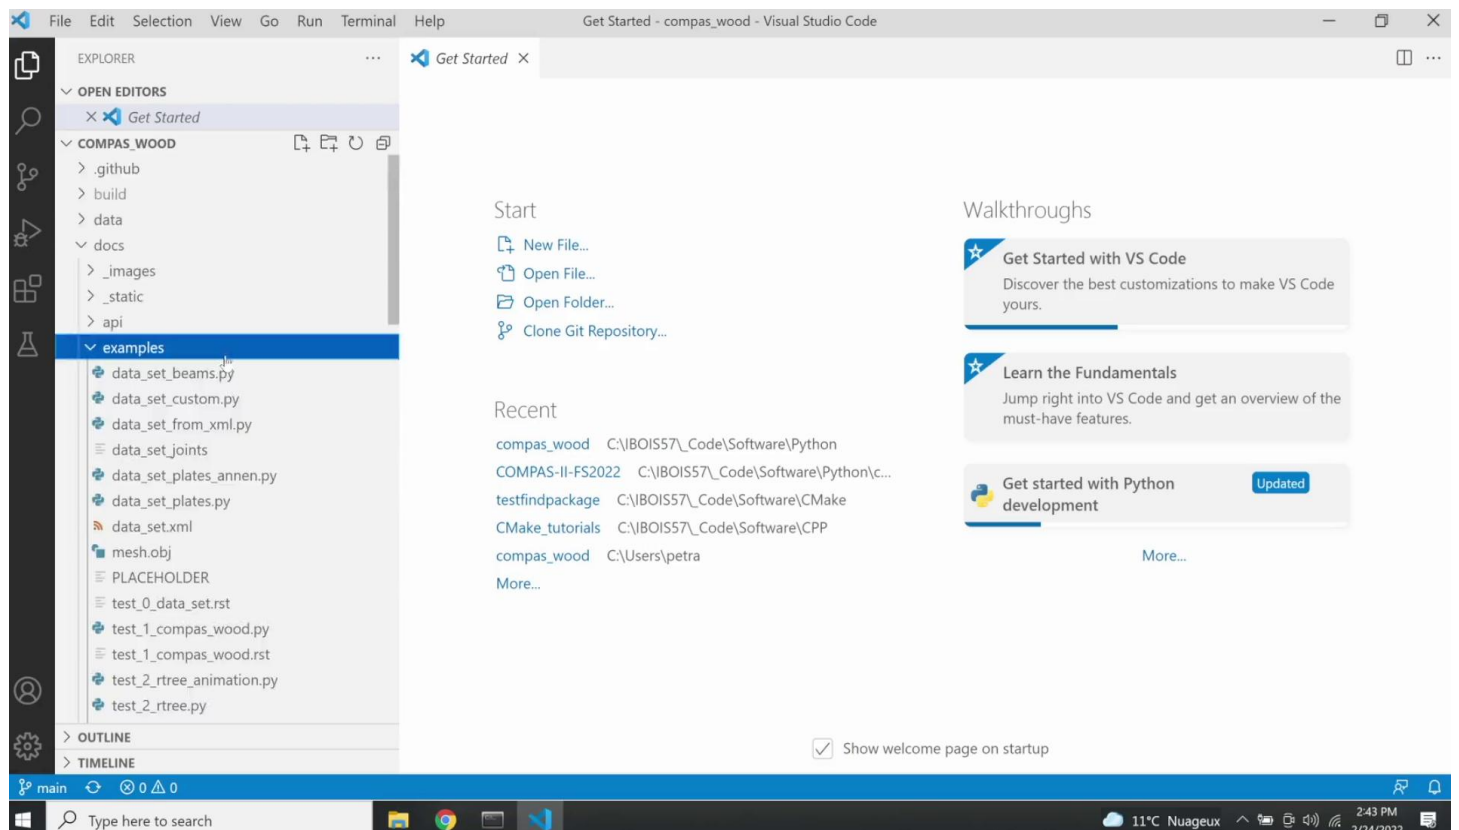 File Edit Selection View Go Run Terminal Help
Get Started - compas_wood - Visual Studio Code
EXPLORER
Get Started
OPEN EDITORS
Get Started
COMPAS_WOOD
.github
build
data
docs
_images
_static
api
examples
data_set_beams.py
data_set_custom.py
data_set_from_xml.py
data_set_joints
data_set_plates_annen.py
data_set_plates.py
data_set.xml
mesh.obj
PLACEHOLDER
test_0_data_set.rst
test_1_compas_wood.py
test_1_compas_wood.rst
test_2_rtree_animation.py
test_2_rtree.py
OUTLINE
TIMELINE
Start
New File...
Open File...
Open Folder...
Clone Git Repository...
Recent
compas_wood C:\IBOIS57\_Code\Software\Python
COMPAS-II-FS2022 C:\IBOIS57\_Code\Software\Python\c...
testfindpackage C:\IBOIS57\_Code\Software\CMake
CMake_tutorials C:\IBOIS57\_Code\Software\CPP
compas_wood C:\Users\petra
More...
Walkthroughs
Get Started with VS Code
Discover the best customizations to make VS Code
yours.
Learn the Fundamentals
Jump right into VS Code and get an overview of the
must-have features.
Get started with Python
development
Updated
More...
Show welcome page on startup
main 0 0
Type here to search
11°C Nuageux
2:43 PM
2/24/2022